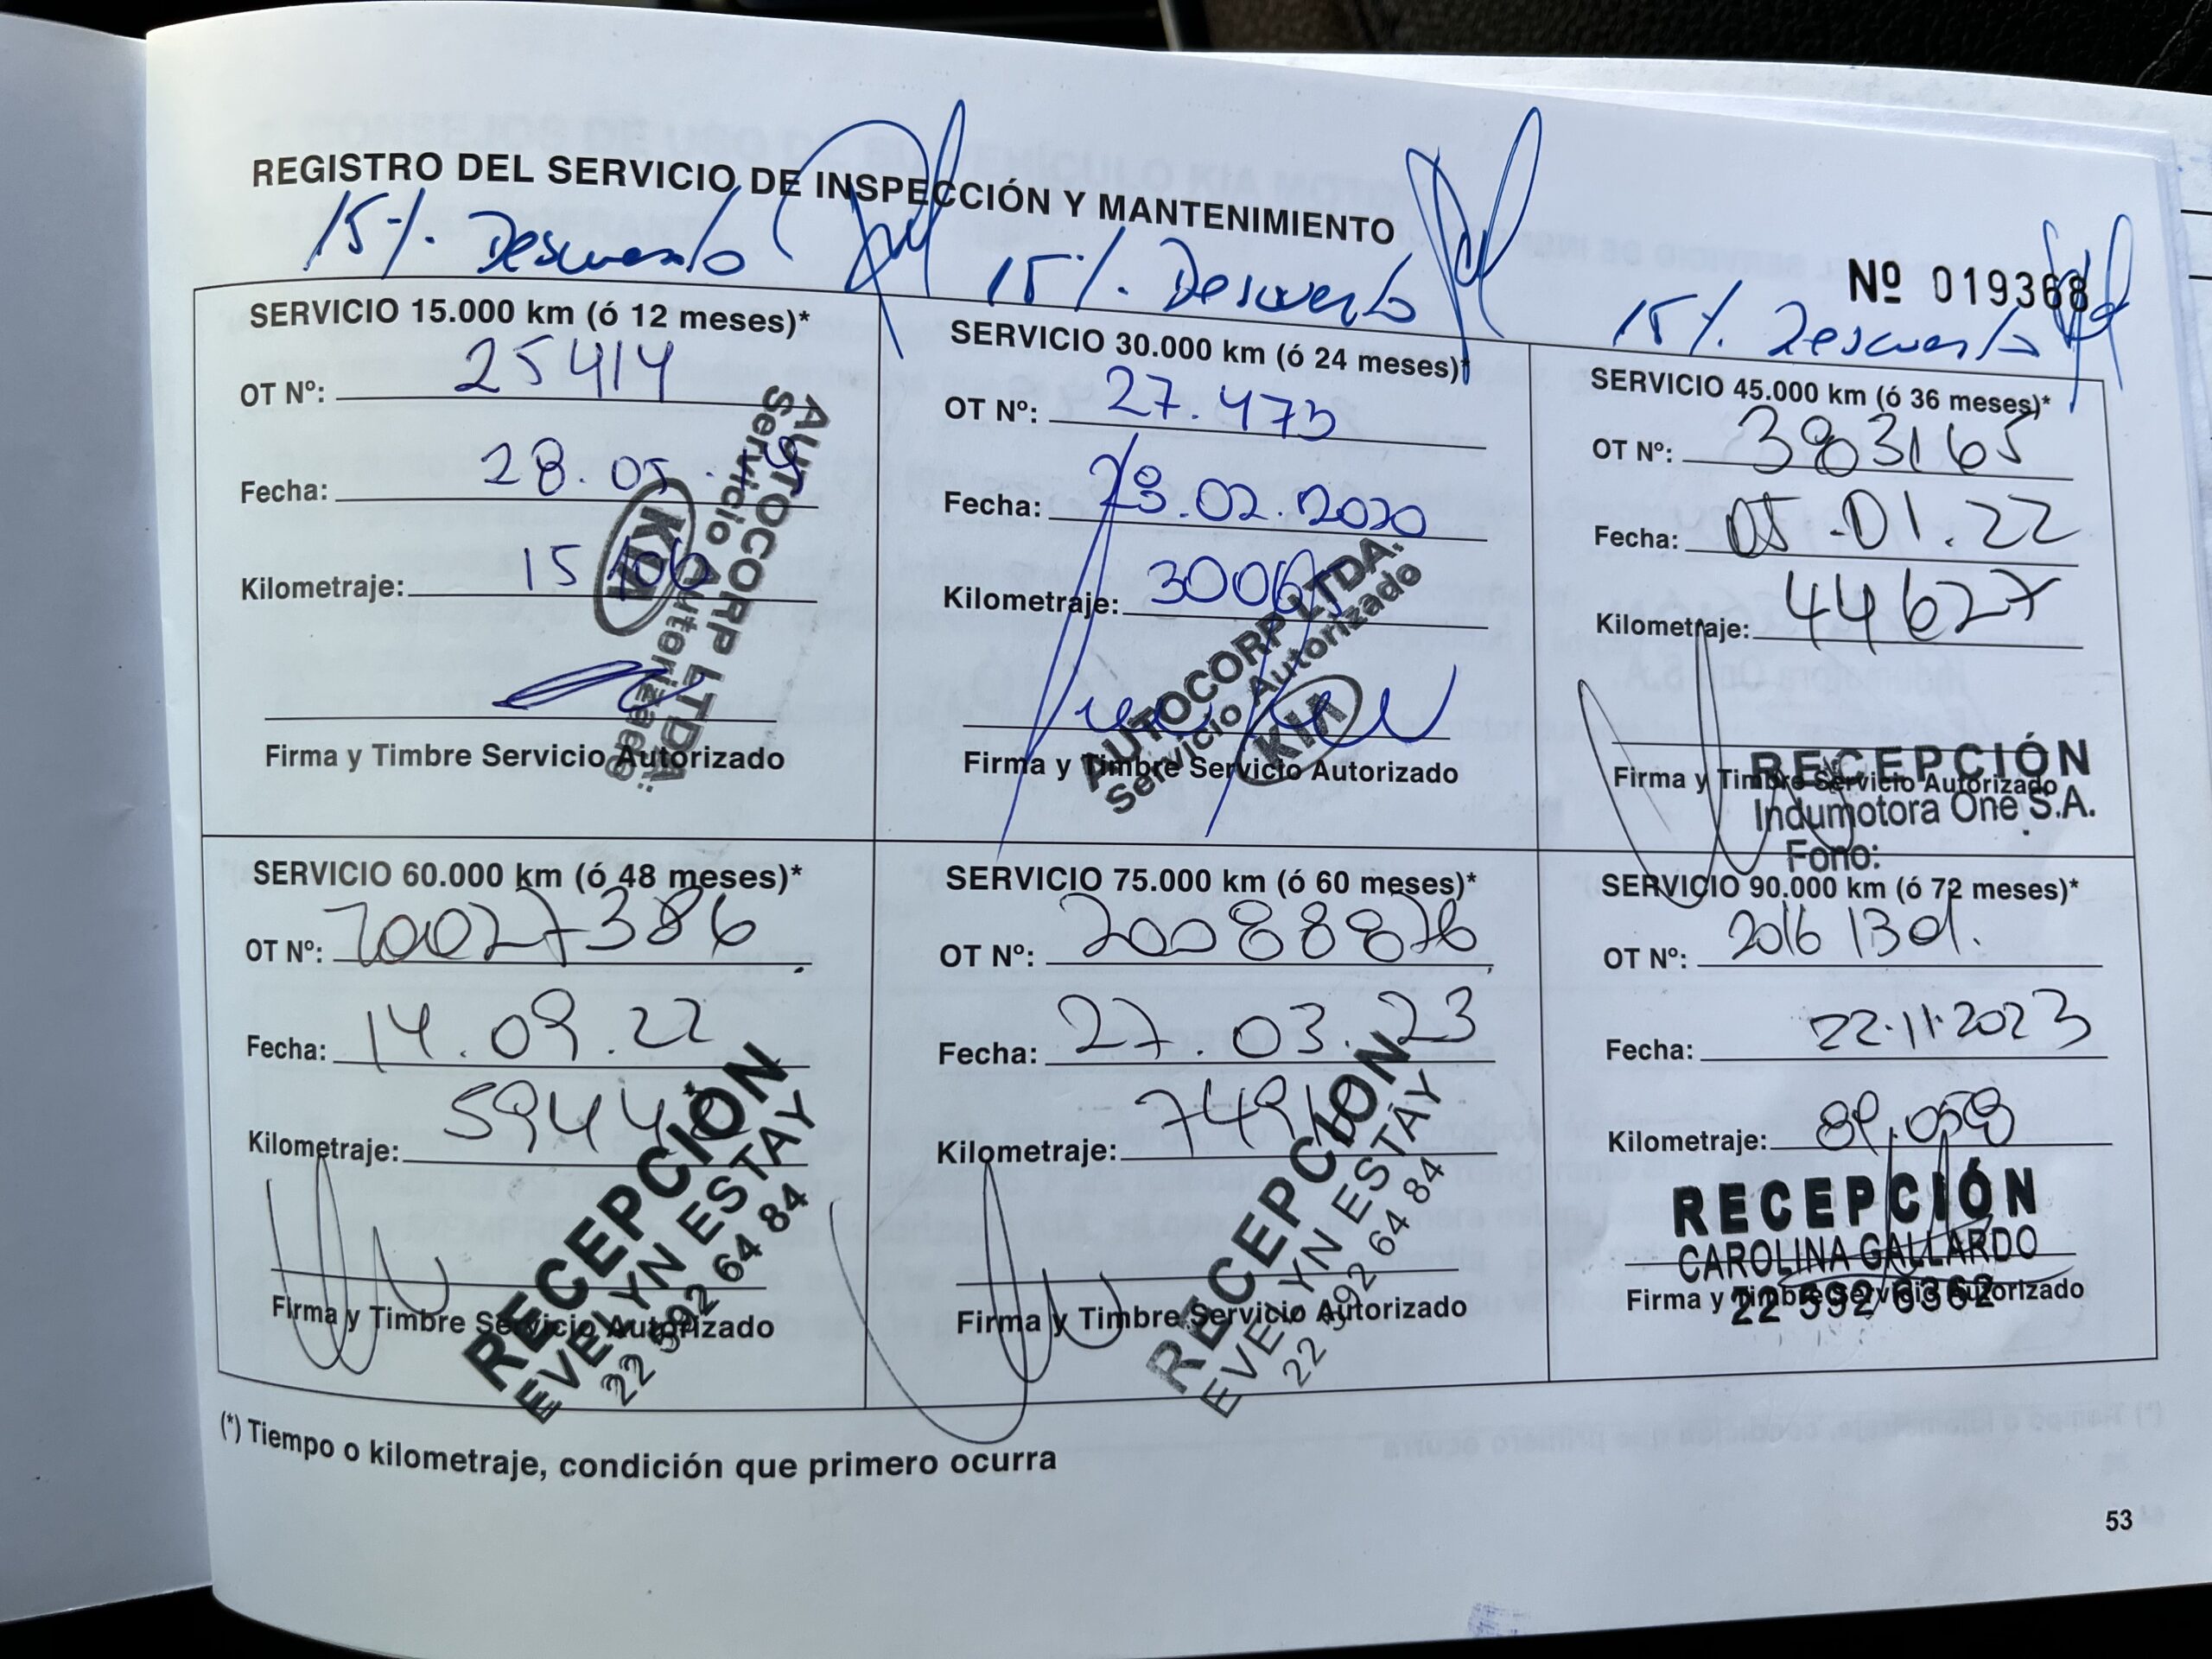 REGISTRO DEL SERVICIO DE INSPECCIÓN Y MANTENIMIENTO
15%. Descuento
15%. Descuento
Nº 019368
15%. Descuento
SERVICIO 15.000 km (ó 12 meses)*
OT Nº: 25414
Fecha: 28.05.
Kilometraje: 15
AUTOCORP LTDA.
Servicio Autorizado
KIA
Firma y Timbre Servicio Autorizado
SERVICIO 30.000 km (ó 24 meses)*
OT Nº: 27.473
Fecha: .02.2020
Kilometraje:
AUTOCORP LTDA.
Servicio Autorizado
KIA
Firma y Timbre Servicio Autorizado
SERVICIO 45.000 km (ó 36 meses)*
OT Nº: 383165
Fecha: 05-01.22
Kilometraje: 44627
Firma y Timbre Servicio Autorizado
RECEPCIÓN
Indumotora One S.A.
Fono:
SERVICIO 60.000 km (ó 48 meses)*
OT Nº: 20027386
Fecha: 14.09.22
Kilometraje:
Firma y Timbre Servicio Autorizado
RECEPCIÓN
EVELYN ESTAY
22 592 64 84
SERVICIO 75.000 km (ó 60 meses)*
OT Nº:
Fecha: 27.03.23
Kilometraje:
Firma y Timbre Servicio Autorizado
RECEPCIÓN
EVELYN ESTAY
22 592 64 84
SERVICIO 90.000 km (ó 72 meses)*
OT Nº:
Fecha: 22.11.2023
Kilometraje:
RECEPCIÓN
CAROLINA GALLARDO
22 592 6362
Firma y Timbre Servicio Autorizado
(*) Tiempo o kilometraje, condición que primero ocurra
53